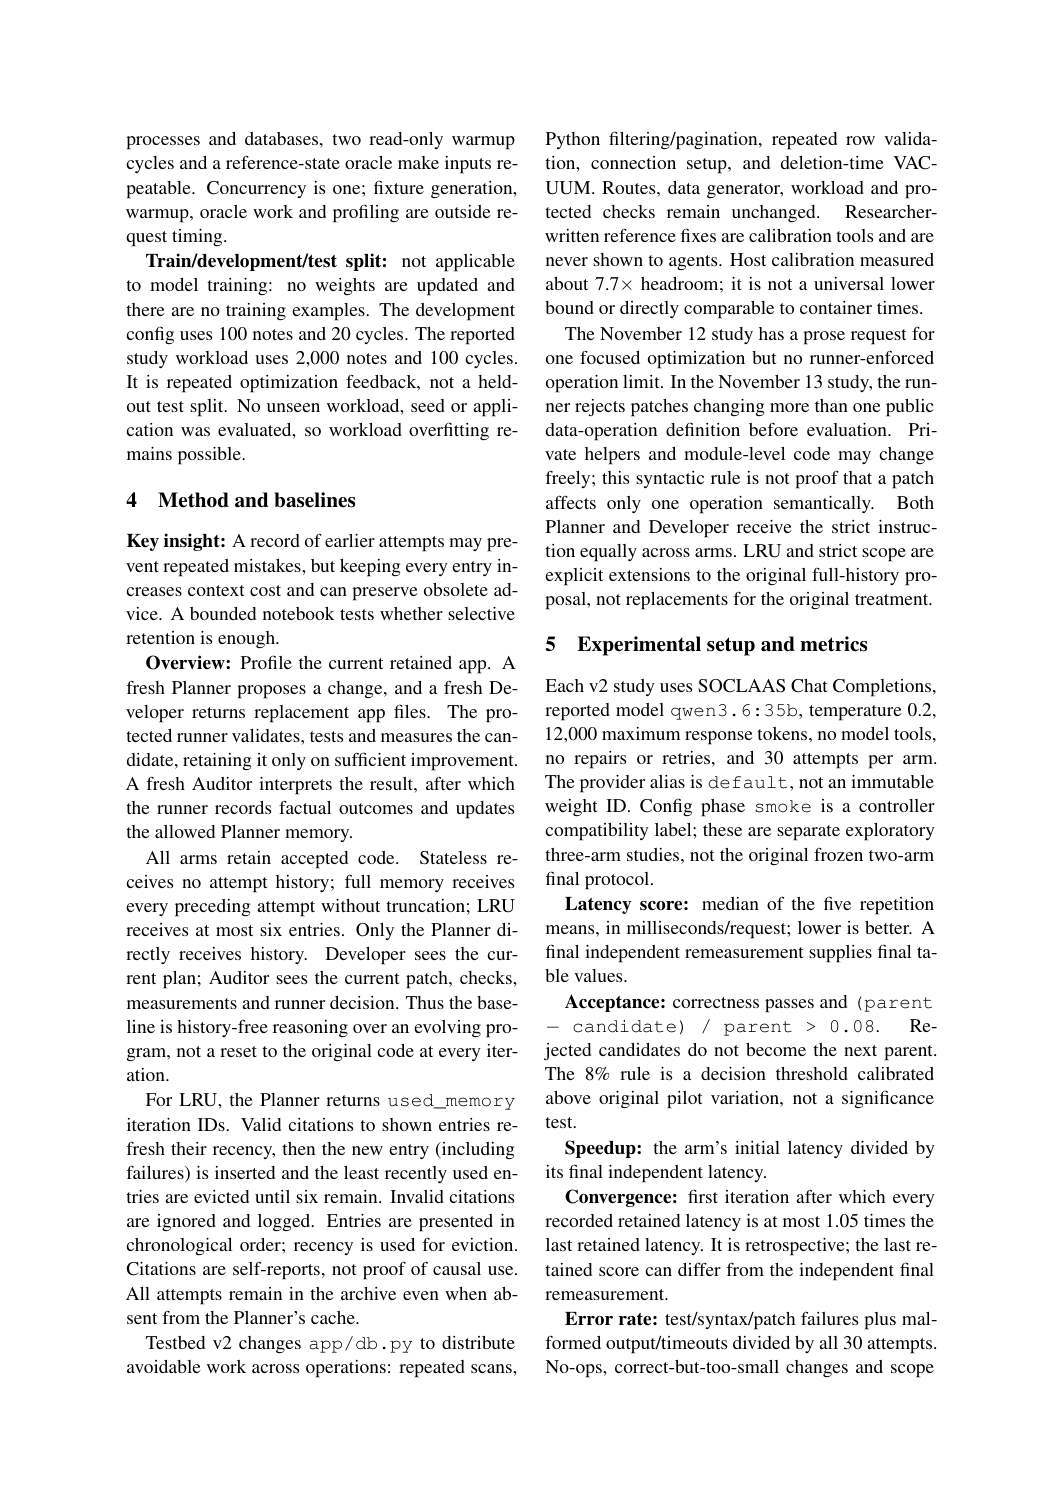 processes and databases, two read-only warmup
cycles and a reference-state oracle make inputs re-
peatable. Concurrency is one; fixture generation,
warmup, oracle work and profiling are outside re-
quest timing.
Train/development/test split: not applicable
to model training: no weights are updated and
there are no training examples. The development
config uses 100 notes and 20 cycles. The reported
study workload uses 2,000 notes and 100 cycles.
It is repeated optimization feedback, not a held-
out test split. No unseen workload, seed or appli-
cation was evaluated, so workload overfitting re-
mains possible.
4 Method and baselines
Key insight: A record of earlier attempts may pre-
vent repeated mistakes, but keeping every entry in-
creases context cost and can preserve obsolete ad-
vice. A bounded notebook tests whether selective
retention is enough.
Overview: Profile the current retained app. A
fresh Planner proposes a change, and a fresh De-
veloper returns replacement app files. The pro-
tected runner validates, tests and measures the can-
didate, retaining it only on sufficient improvement.
A fresh Auditor interprets the result, after which
the runner records factual outcomes and updates
the allowed Planner memory.
All arms retain accepted code. Stateless re-
ceives no attempt history; full memory receives
every preceding attempt without truncation; LRU
receives at most six entries. Only the Planner di-
rectly receives history. Developer sees the cur-
rent plan; Auditor sees the current patch, checks,
measurements and runner decision. Thus the base-
line is history-free reasoning over an evolving pro-
gram, not a reset to the original code at every iter-
ation.
For LRU, the Planner returns used_memory
iteration IDs. Valid citations to shown entries re-
fresh their recency, then the new entry (including
failures) is inserted and the least recently used en-
tries are evicted until six remain. Invalid citations
are ignored and logged. Entries are presented in
chronological order; recency is used for eviction.
Citations are self-reports, not proof of causal use.
All attempts remain in the archive even when ab-
sent from the Planner's cache.
Testbed v2 changes app/db.py to distribute
avoidable work across operations: repeated scans,
Python filtering/pagination, repeated row valida-
tion, connection setup, and deletion-time VAC-
UUM. Routes, data generator, workload and pro-
tected checks remain unchanged. Researcher-
written reference fixes are calibration tools and are
never shown to agents. Host calibration measured
about 7.7× headroom; it is not a universal lower
bound or directly comparable to container times.
The November 12 study has a prose request for
one focused optimization but no runner-enforced
operation limit. In the November 13 study, the run-
ner rejects patches changing more than one public
data-operation definition before evaluation. Pri-
vate helpers and module-level code may change
freely; this syntactic rule is not proof that a patch
affects only one operation semantically. Both
Planner and Developer receive the strict instruc-
tion equally across arms. LRU and strict scope are
explicit extensions to the original full-history pro-
posal, not replacements for the original treatment.
5 Experimental setup and metrics
Each v2 study uses SOCLAAS Chat Completions,
reported model qwen3.6:35b, temperature 0.2,
12,000 maximum response tokens, no model tools,
no repairs or retries, and 30 attempts per arm.
The provider alias is default, not an immutable
weight ID. Config phase smoke is a controller
compatibility label; these are separate exploratory
three-arm studies, not the original frozen two-arm
final protocol.
Latency score: median of the five repetition
means, in milliseconds/request; lower is better. A
final independent remeasurement supplies final ta-
ble values.
Acceptance: correctness passes and (parent
− candidate) / parent > 0.08. Re-
jected candidates do not become the next parent.
The 8% rule is a decision threshold calibrated
above original pilot variation, not a significance
test.
Speedup: the arm's initial latency divided by
its final independent latency.
Convergence: first iteration after which every
recorded retained latency is at most 1.05 times the
last retained latency. It is retrospective; the last re-
tained score can differ from the independent final
remeasurement.
Error rate: test/syntax/patch failures plus mal-
formed output/timeouts divided by all 30 attempts.
No-ops, correct-but-too-small changes and scope